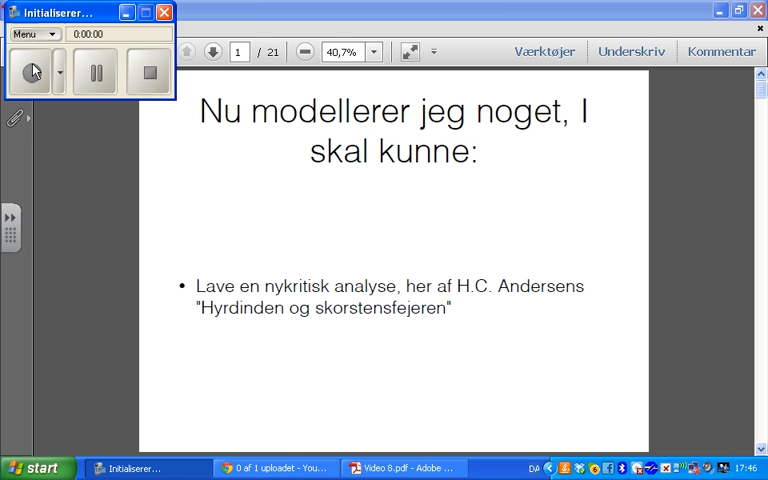 Initialiserer...
Menu
0:00:00
1 / 21
40,7%
Værktøjer
Underskriv
Kommentar
Nu modellerer jeg noget, I
skal kunne:
• Lave en nykritisk analyse, her af H.C. Andersens
"Hyrdinden og skorstensfejeren"
start
Initialiserer...
0 af 1 uploadet - You...
Video 8.pdf - Adobe ...
DA
17:46